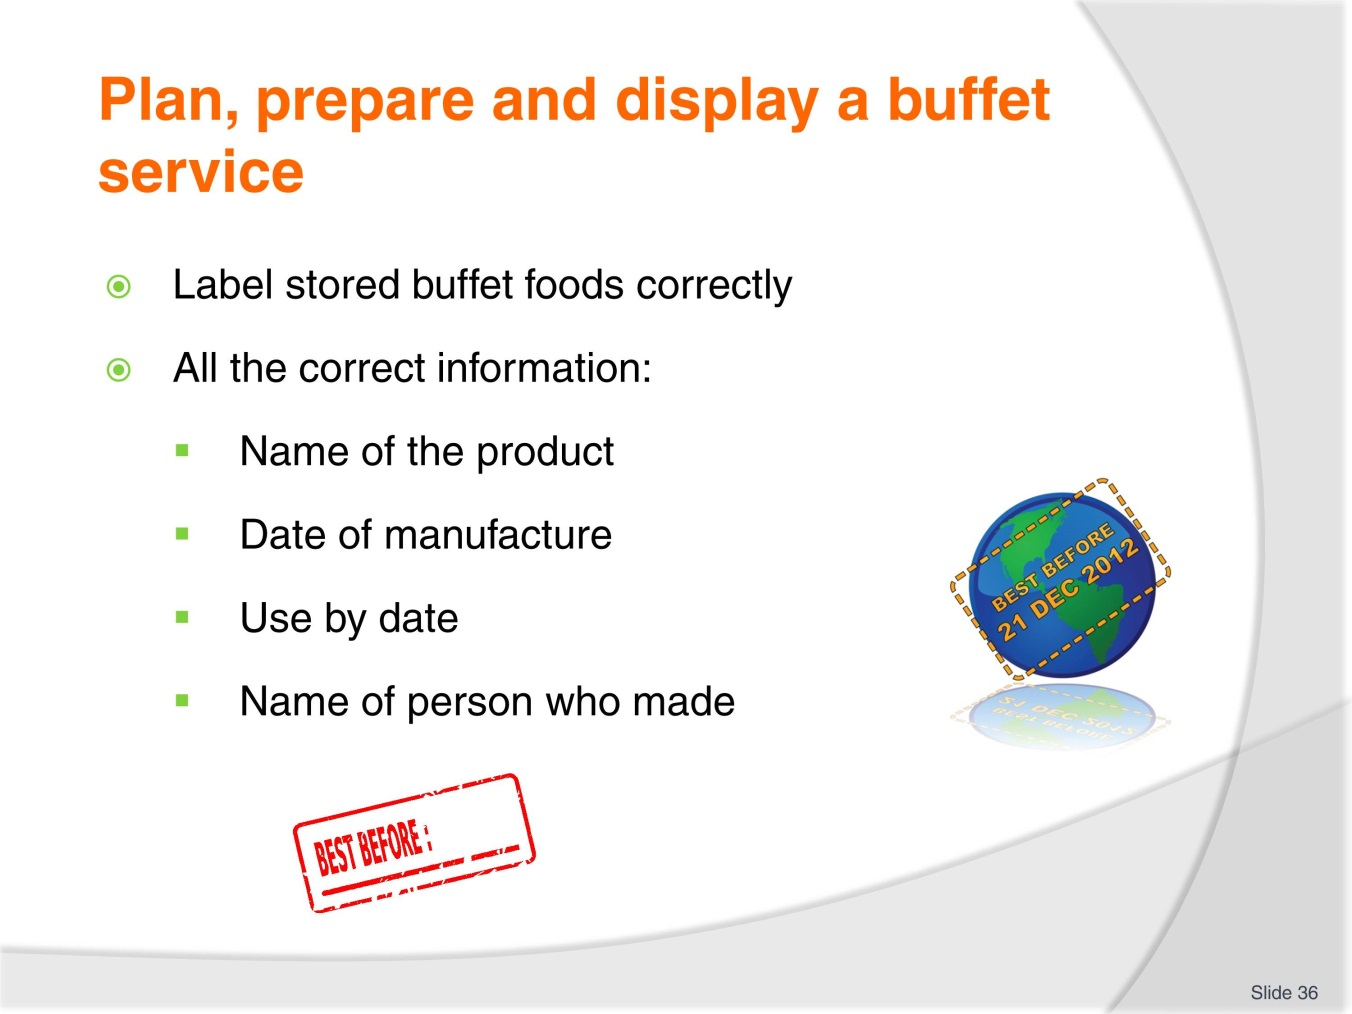 Plan, prepare and display a buffet
service
Label stored buffet foods correctly
All the correct information:
Name of the product
Date of manufacture
Use by date
Name of person who made
BEST BEFORE
21 DEC 2012
BEST BEFORE :
Slide 36